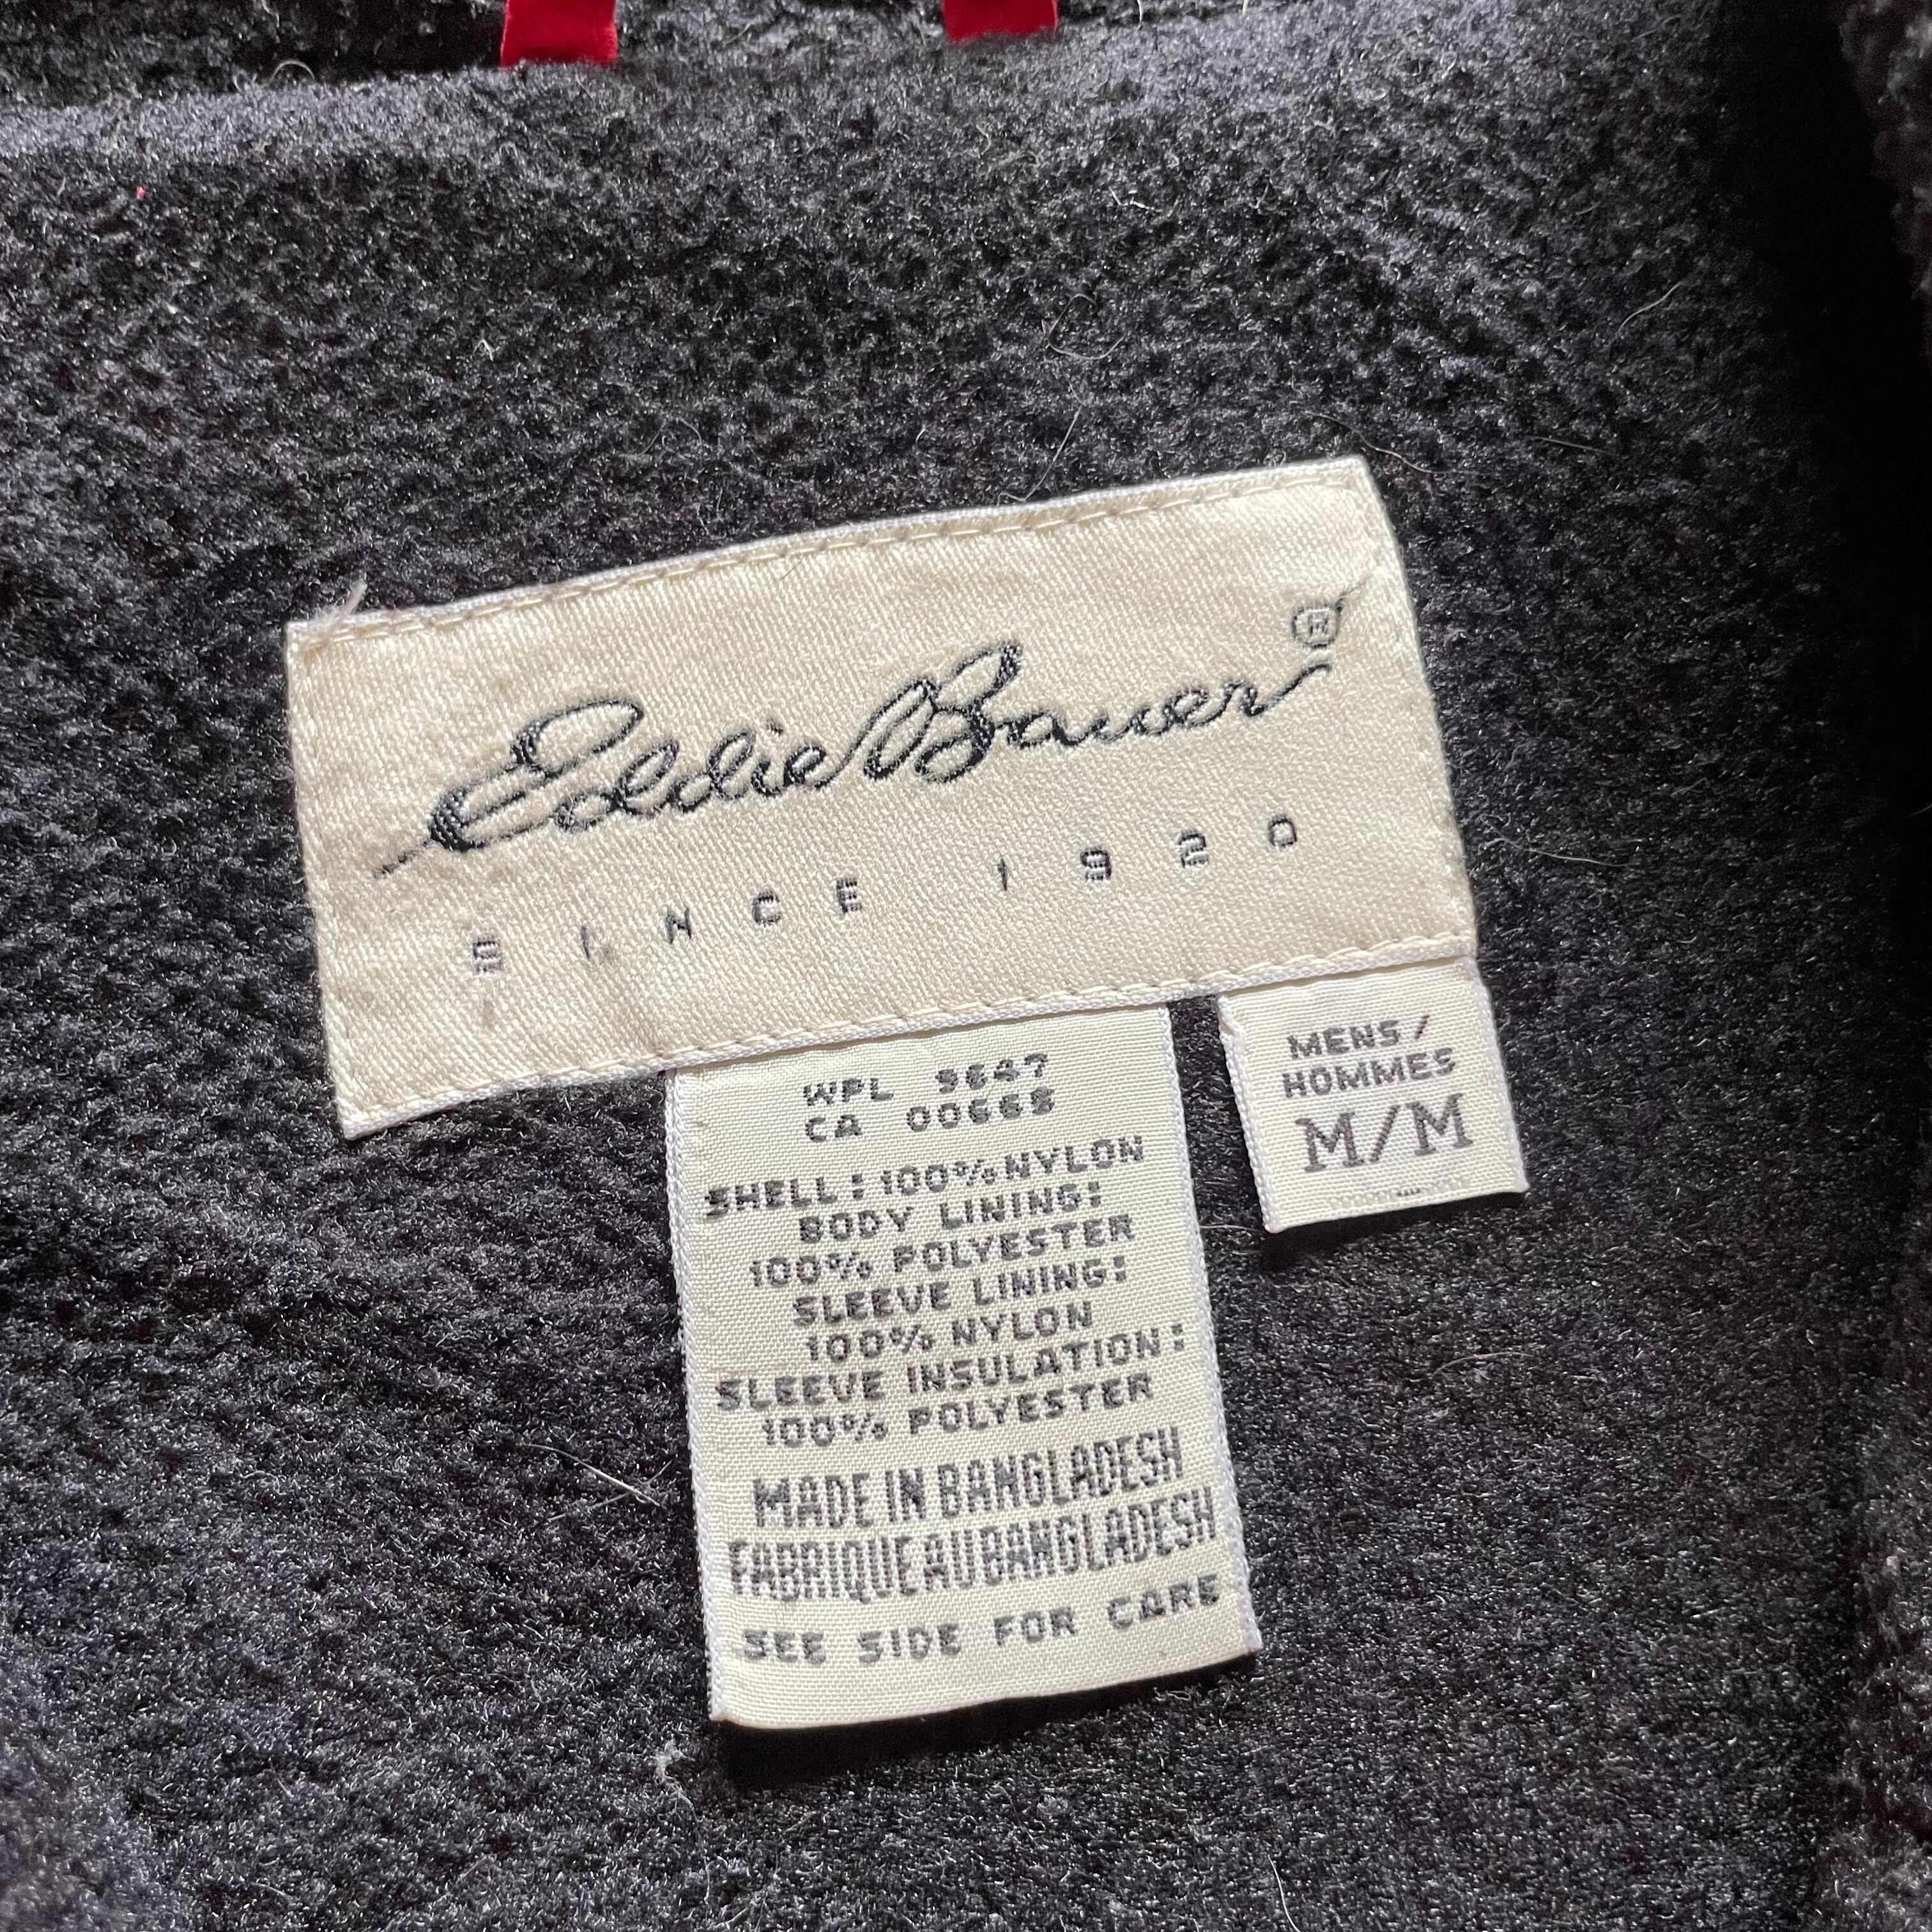 Eddie Bauer®
SINCE 1920
WPL 9647
CA 00668
SHELL: 100% NYLON
BODY LINING:
100% POLYESTER
SLEEVE LINING:
100% NYLON
SLEEVE INSULATION:
100% POLYESTER
MADE IN BANGLADESH
FABRIQUE AU BANGLADESH
SEE SIDE FOR CARE
MENS/
HOMMES
M/M